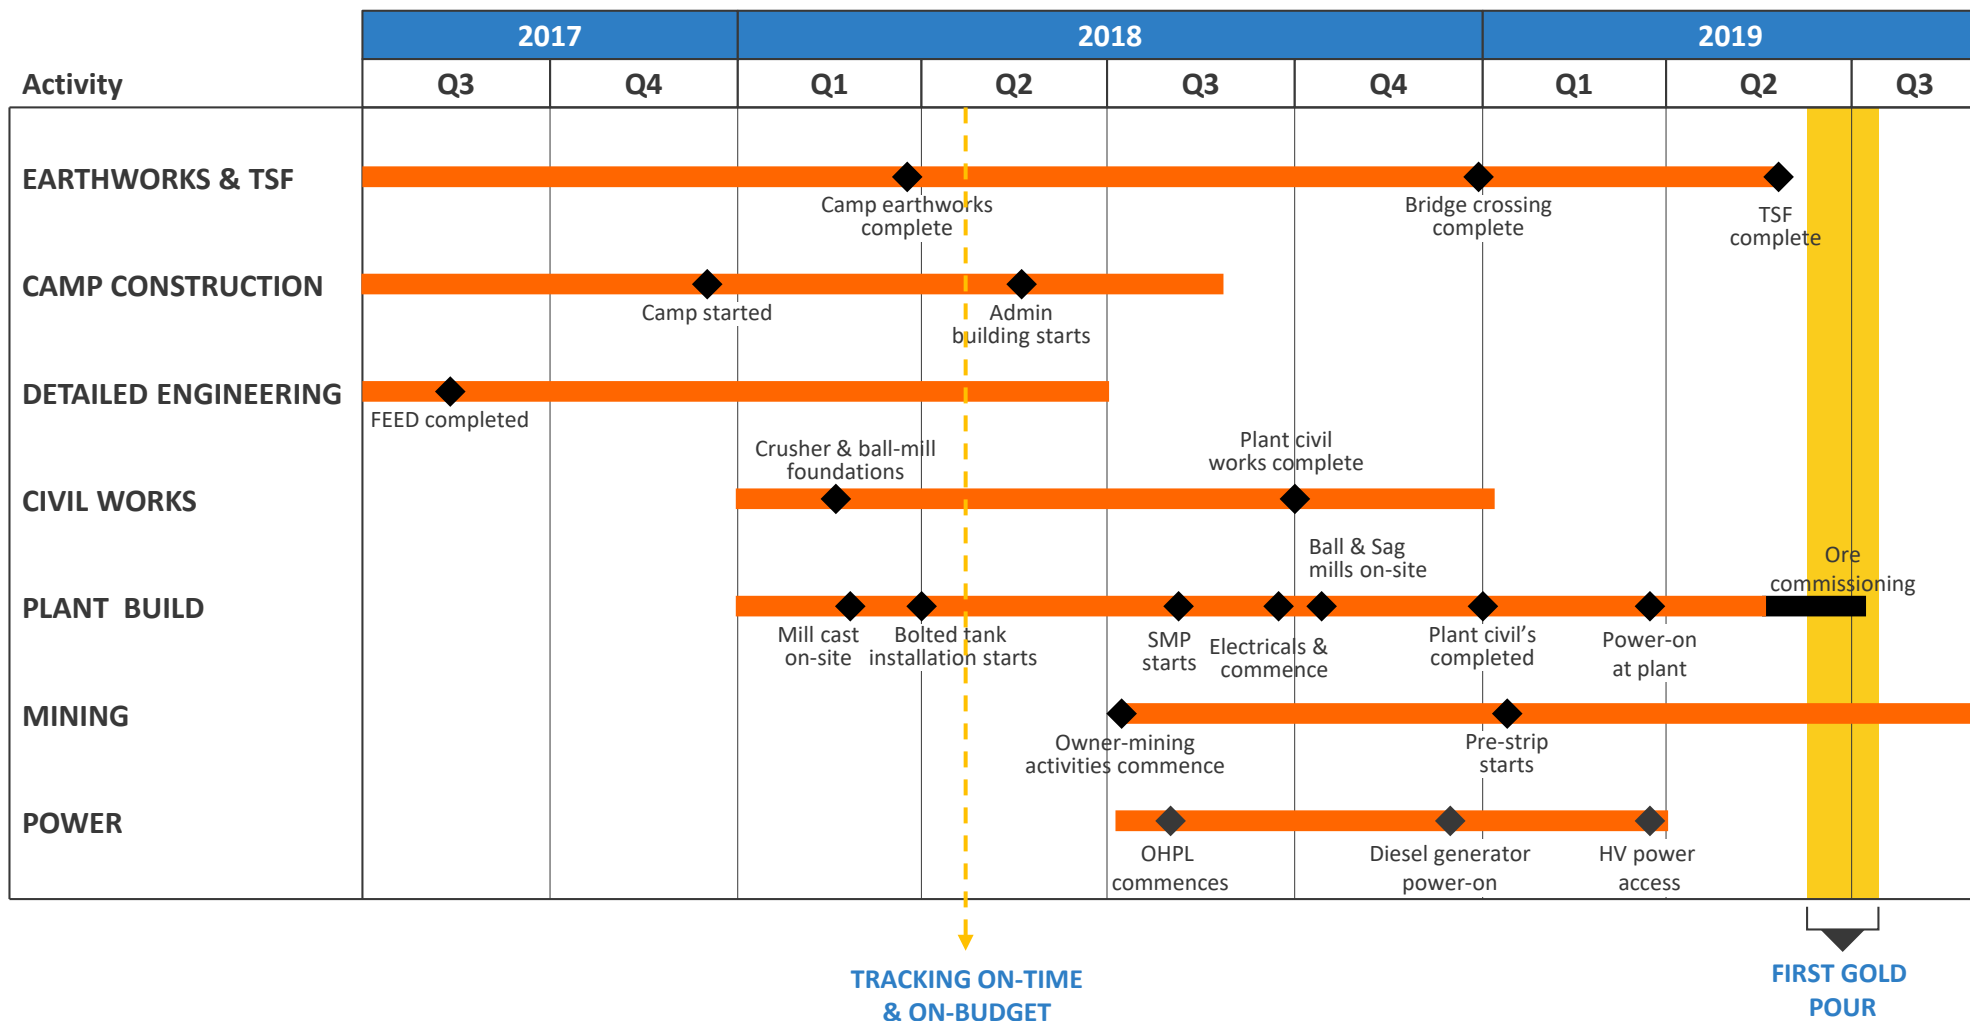 2017 2018 2019
Activity Q3 Q4 Q1 Q2 Q3 Q4 Q1 Q2 Q3
EARTHWORKS & TSF
Camp earthworks
complete
Bridge crossing
complete
TSF
complete
CAMP CONSTRUCTION
Camp started
Admin
building starts
DETAILED ENGINEERING
FEED completed
CIVIL WORKS
Crusher & ball-mill
foundations
Plant civil
works complete
PLANT BUILD
Mill cast
on-site
Bolted tank
installation starts
SMP
starts
Electricals &
commence
Ball & Sag
mills on-site
Plant civil’s
completed
Power-on
at plant
Ore
commissioning
MINING
Owner-mining
activities commence
Pre-strip
starts
POWER
OHPL
commences
Diesel generator
power-on
HV power
access
TRACKING ON-TIME
& ON-BUDGET
FIRST GOLD
POUR